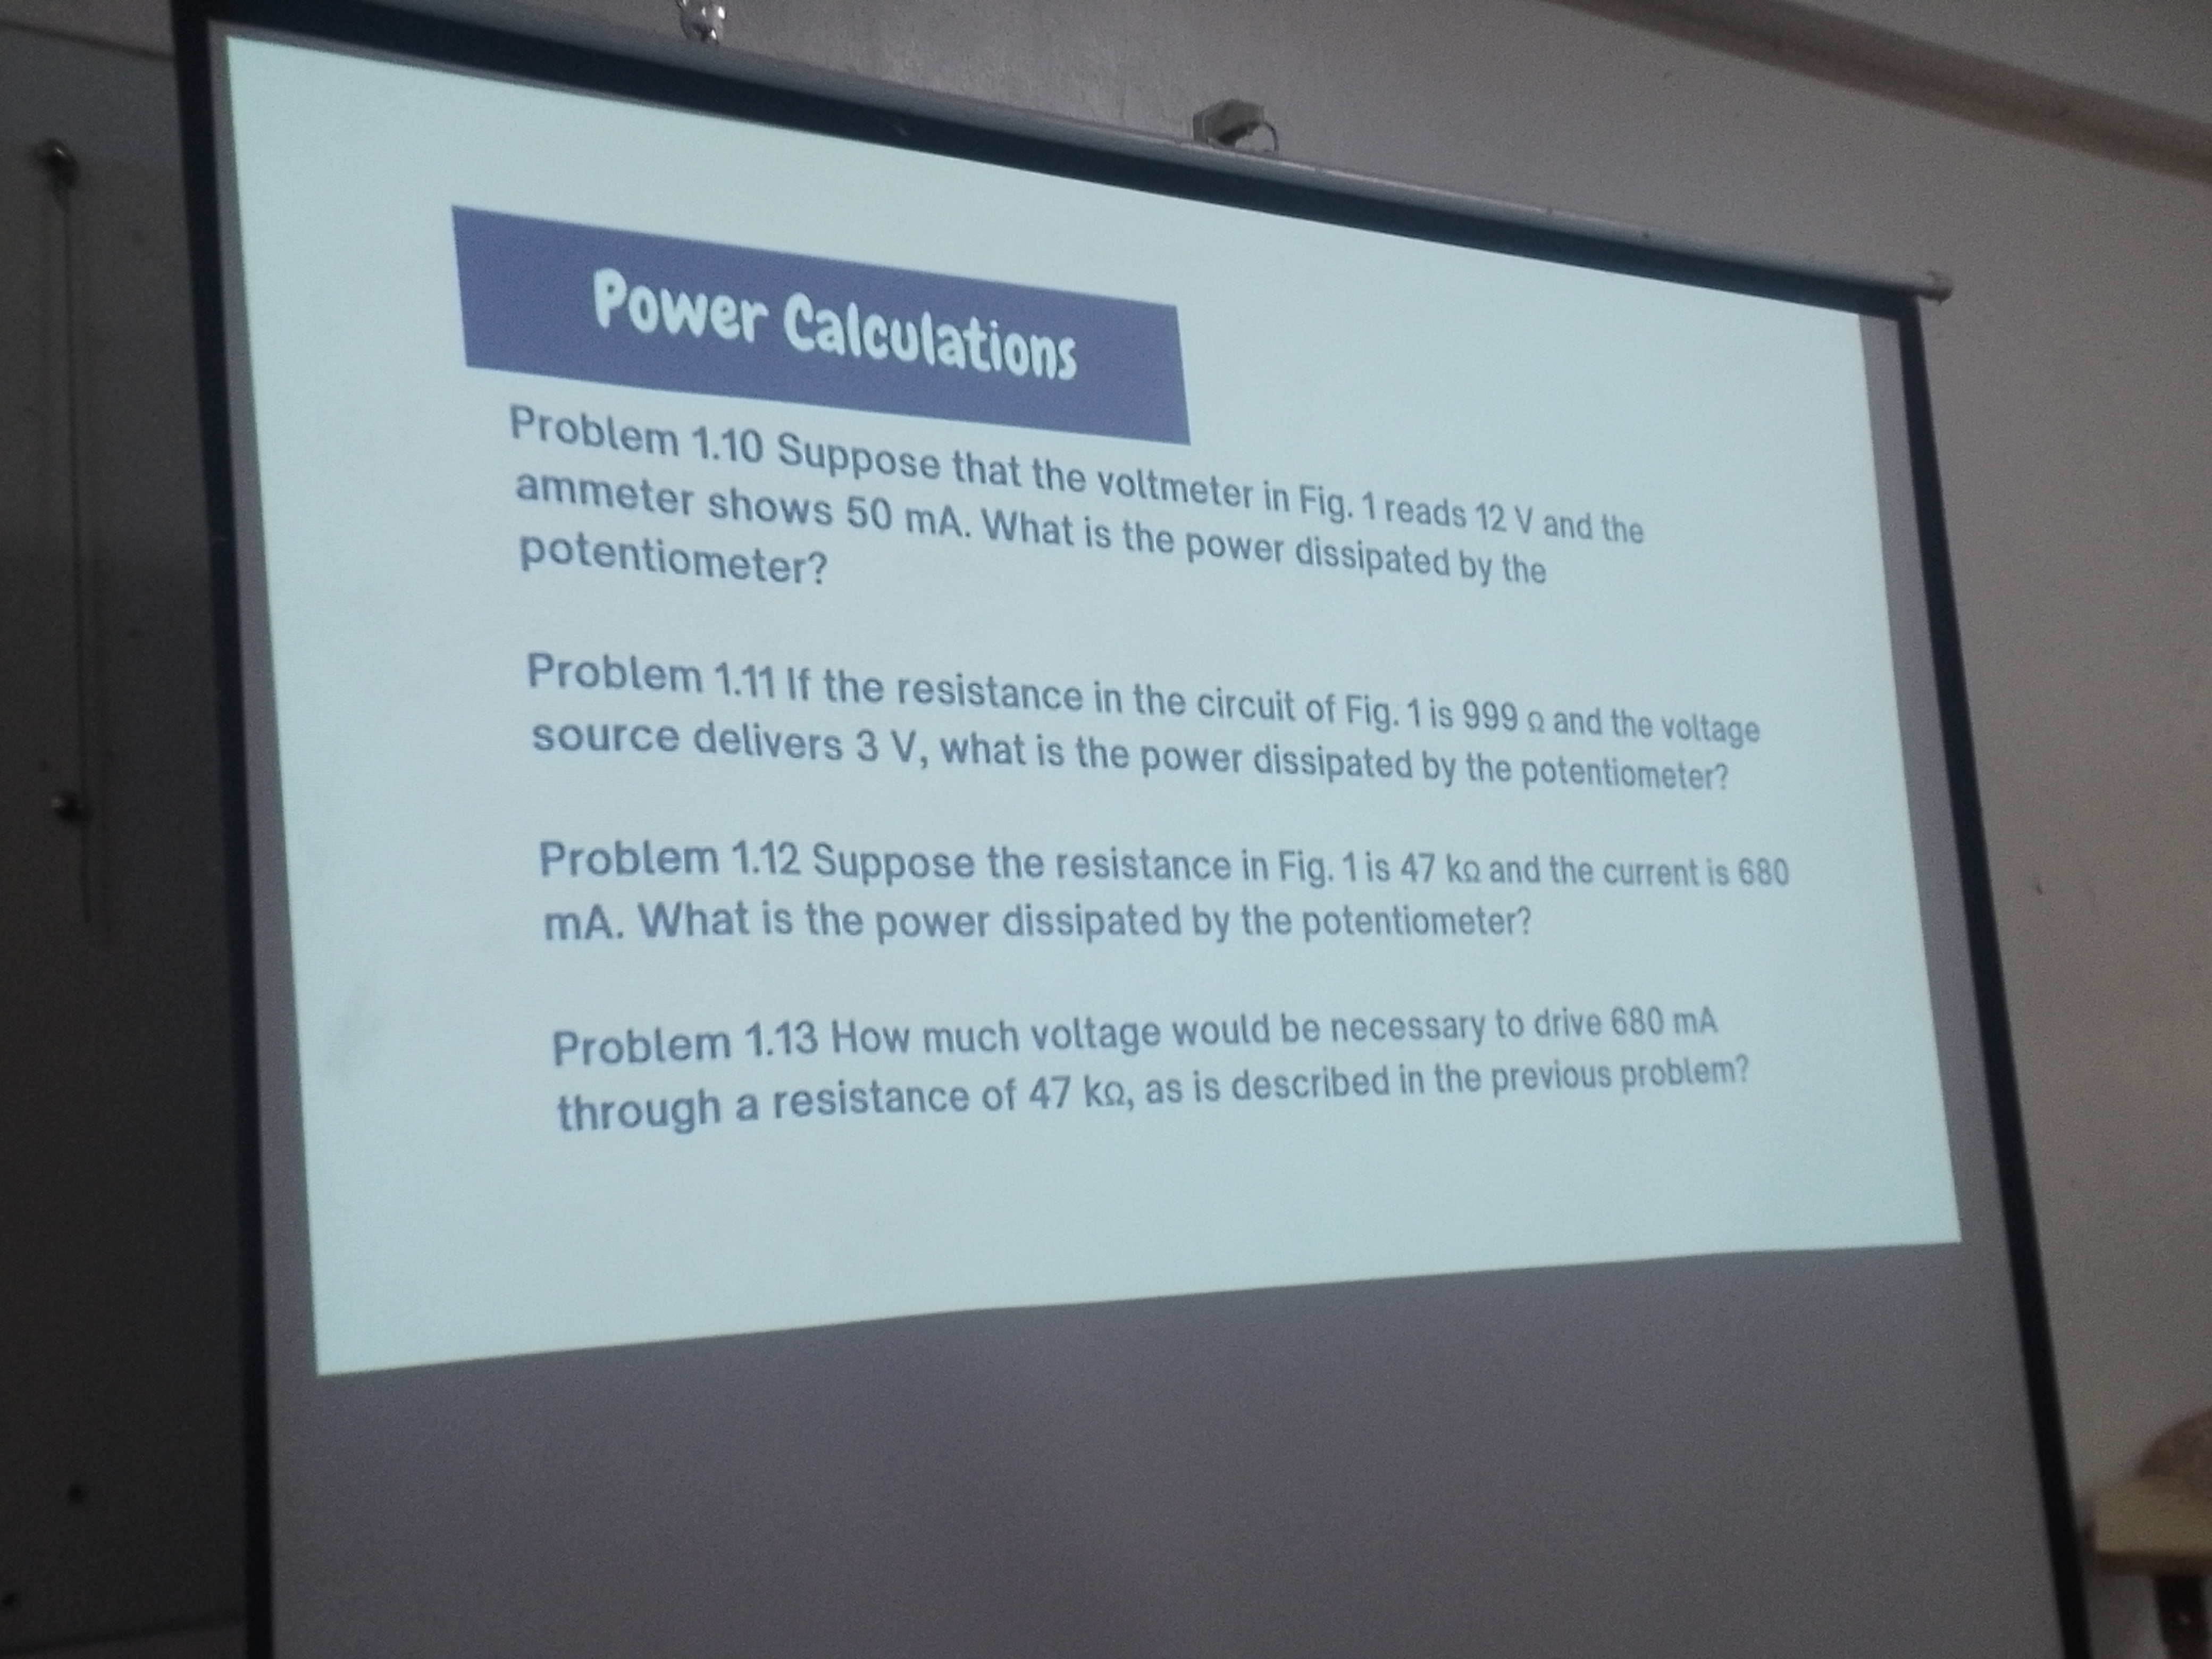 Power Calculations
Problem 1.10 Suppose that the voltmeter in Fig. 1 reads 12 V and the
ammeter shows 50 mA. What is the power dissipated by the
potentiometer?
Problem 1.11 If the resistance in the circuit of Fig. 1 is 999 Ω and the voltage
source delivers 3 V, what is the power dissipated by the potentiometer?
Problem 1.12 Suppose the resistance in Fig. 1 is 47 kΩ and the current is 680
mA. What is the power dissipated by the potentiometer?
Problem 1.13 How much voltage would be necessary to drive 680 mA
through a resistance of 47 kΩ, as is described in the previous problem?